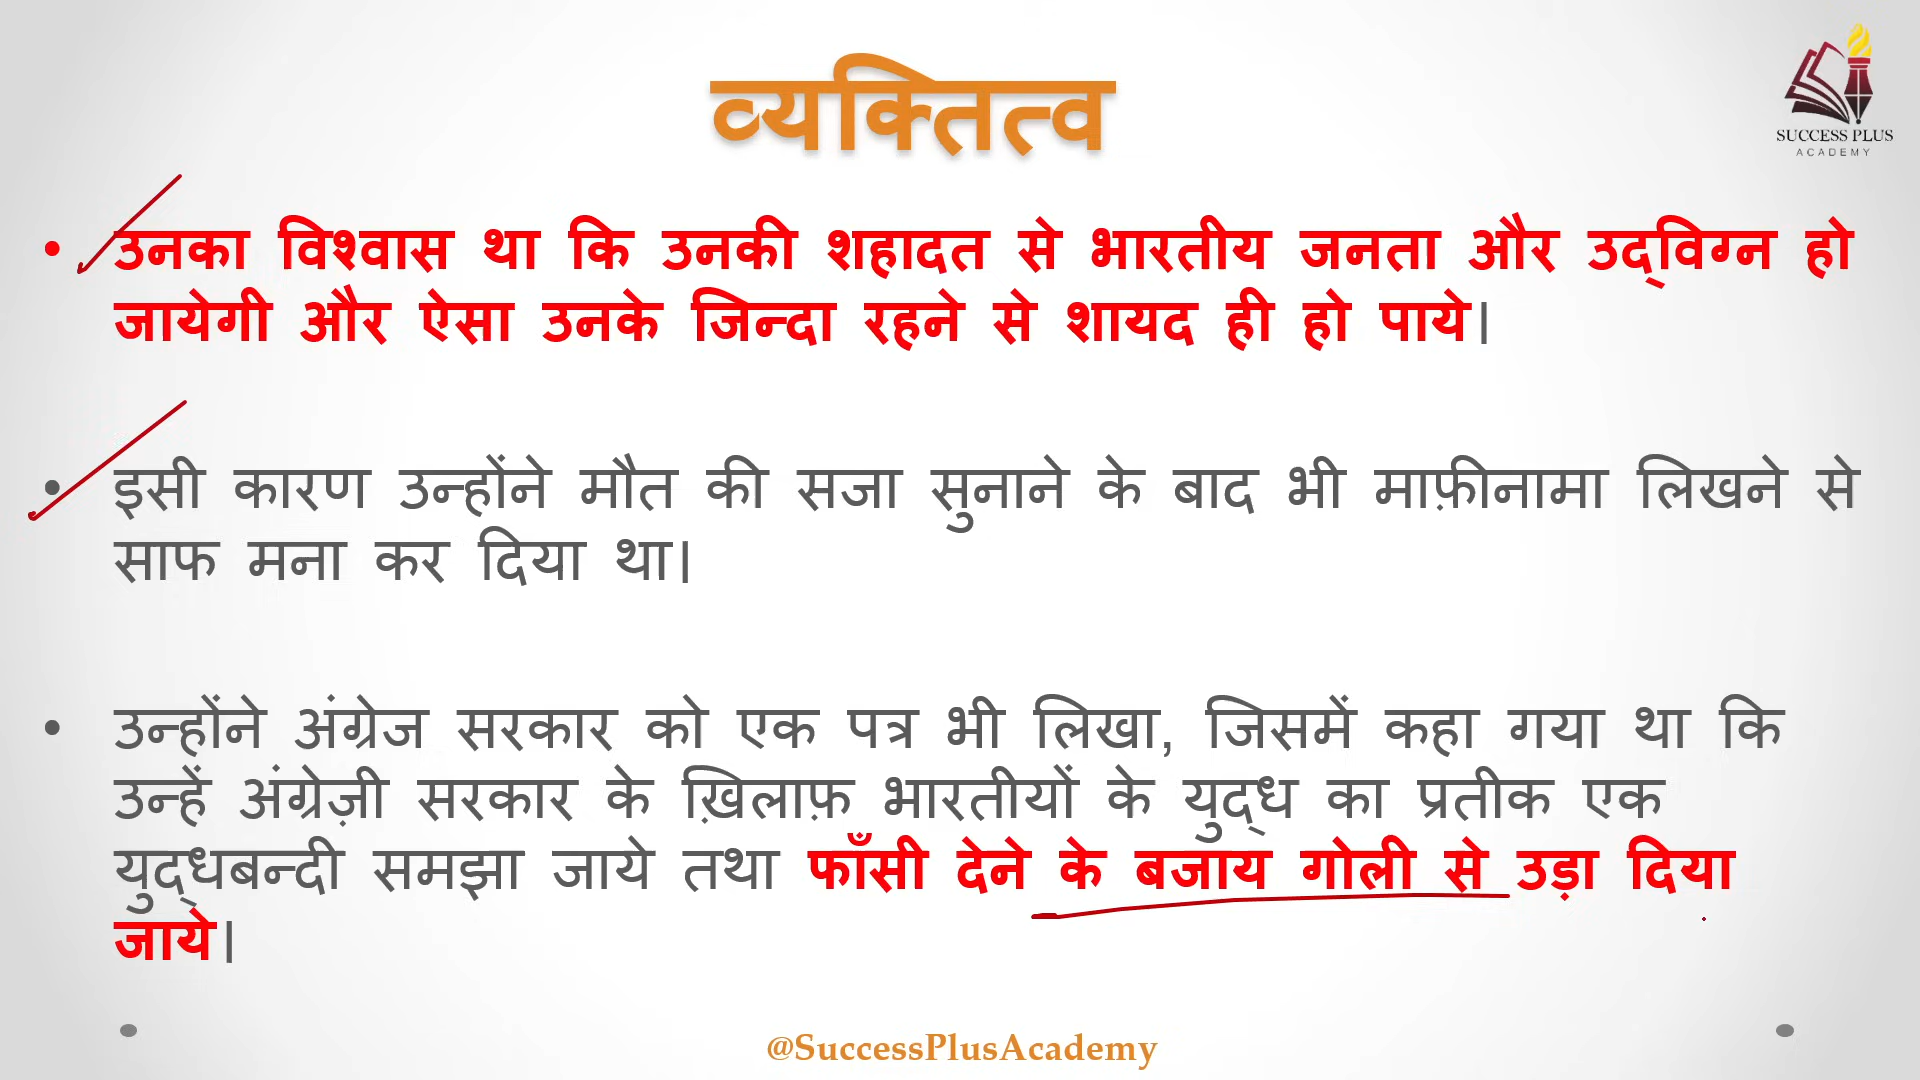 व्यक्तित्व
SUCCESS PLUS
ACADEMY
• उनका विश्वास था कि उनकी शहादत से भारतीय जनता और उद्विग्न हो
जायेगी और ऐसा उनके जिन्दा रहने से शायद ही हो पाये।
• इसी कारण उन्होंने मौत की सजा सुनाने के बाद भी माफ़ीनामा लिखने से
साफ मना कर दिया था।
• उन्होंने अंग्रेज सरकार को एक पत्र भी लिखा, जिसमें कहा गया था कि
उन्हें अंग्रेज़ी सरकार के ख़िलाफ़ भारतीयों के युद्ध का प्रतीक एक
युद्धबन्दी समझा जाये तथा फाँसी देने के बजाय गोली से उड़ा दिया
जाये।
@SuccessPlusAcademy